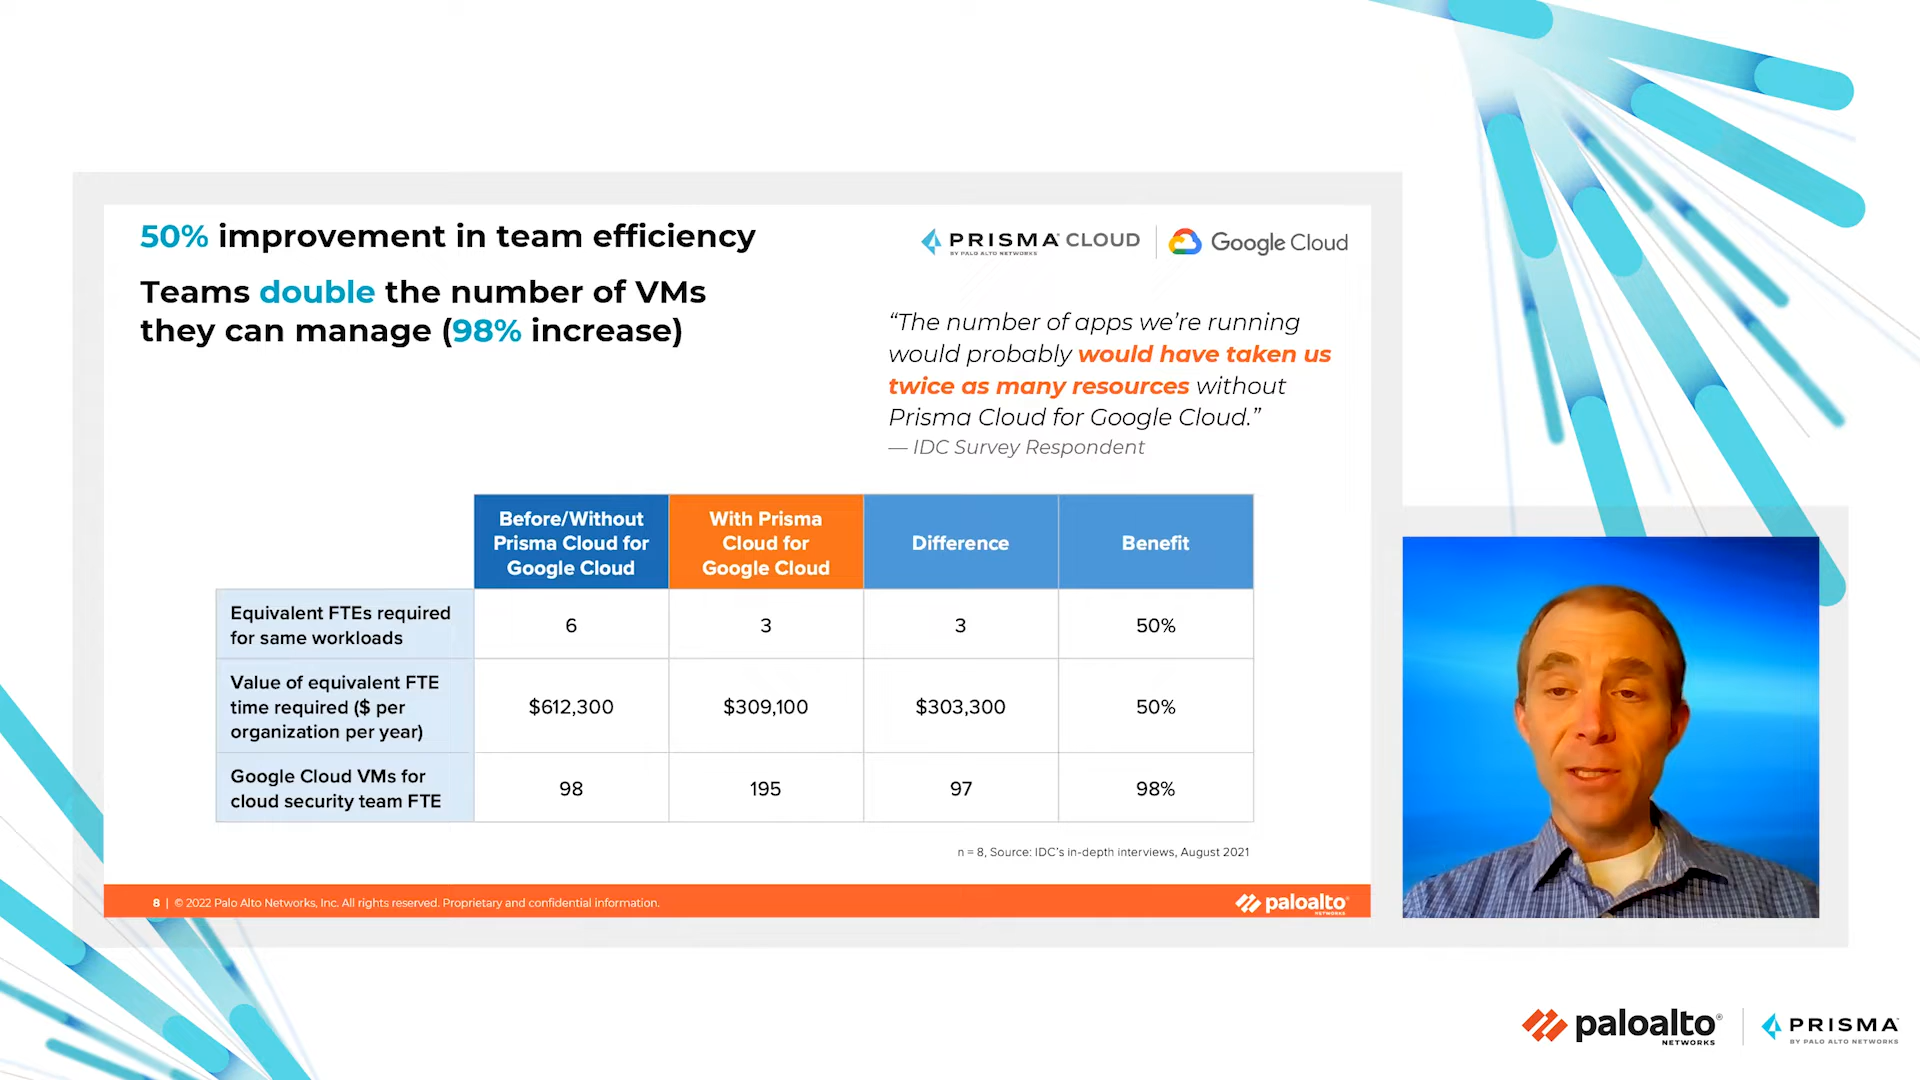 50% improvement in team efficiency
Teams double the number of VMs
they can manage (98% increase)
PRISMA CLOUD
BY PALO ALTO NETWORKS
Google Cloud
“The number of apps we’re running
would probably would have taken us
twice as many resources without
Prisma Cloud for Google Cloud.”
— IDC Survey Respondent
Before/Without
Prisma Cloud for
Google Cloud
With Prisma
Cloud for
Google Cloud
Difference
Benefit
Equivalent FTEs required
for same workloads
6
3
3
50%
Value of equivalent FTE
time required ($ per
organization per year)
$612,300
$309,100
$303,300
50%
Google Cloud VMs for
cloud security team FTE
98
195
97
98%
n = 8, Source: IDC’s in-depth interviews, August 2021
8 | © 2022 Palo Alto Networks, Inc. All rights reserved. Proprietary and confidential information.
paloalto®
NETWORKS
paloalto®
NETWORKS
PRISMA™
BY PALO ALTO NETWORKS